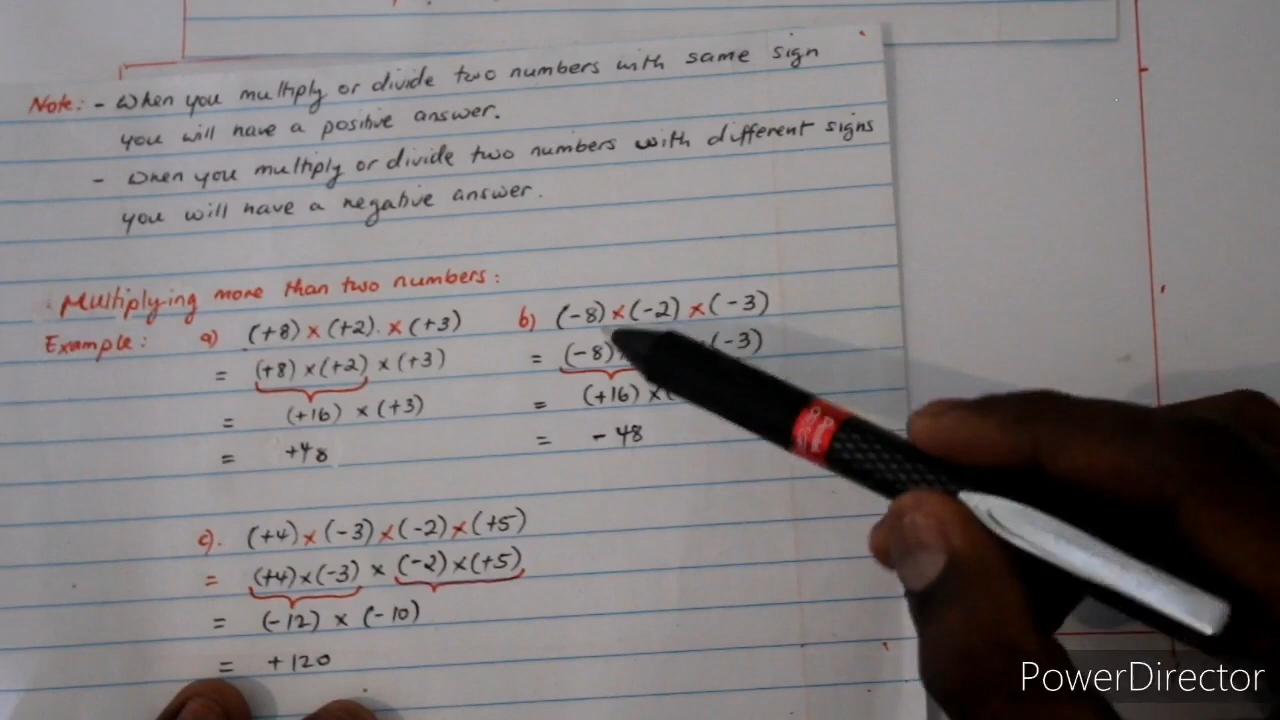 Note: - When you multiply or divide two numbers with same sign
you will have a positive answer.
- When you multiply or divide two numbers with different signs
you will have a negative answer.
Multiplying more than two numbers:
Example: a) (+8) × (+2). × (+3)
= (+8) × (+2) × (+3)
= (+16) × (+3)
= +48
b) (-8) × (-2) × (-3)
= (-8) (-3)
= (+16) ×
= -48
c). (+4) × (-3) × (-2) × (+5)
= (+4) × (-3) × (-2) × (+5)
= (-12) × (-10)
= +120
PowerDirector